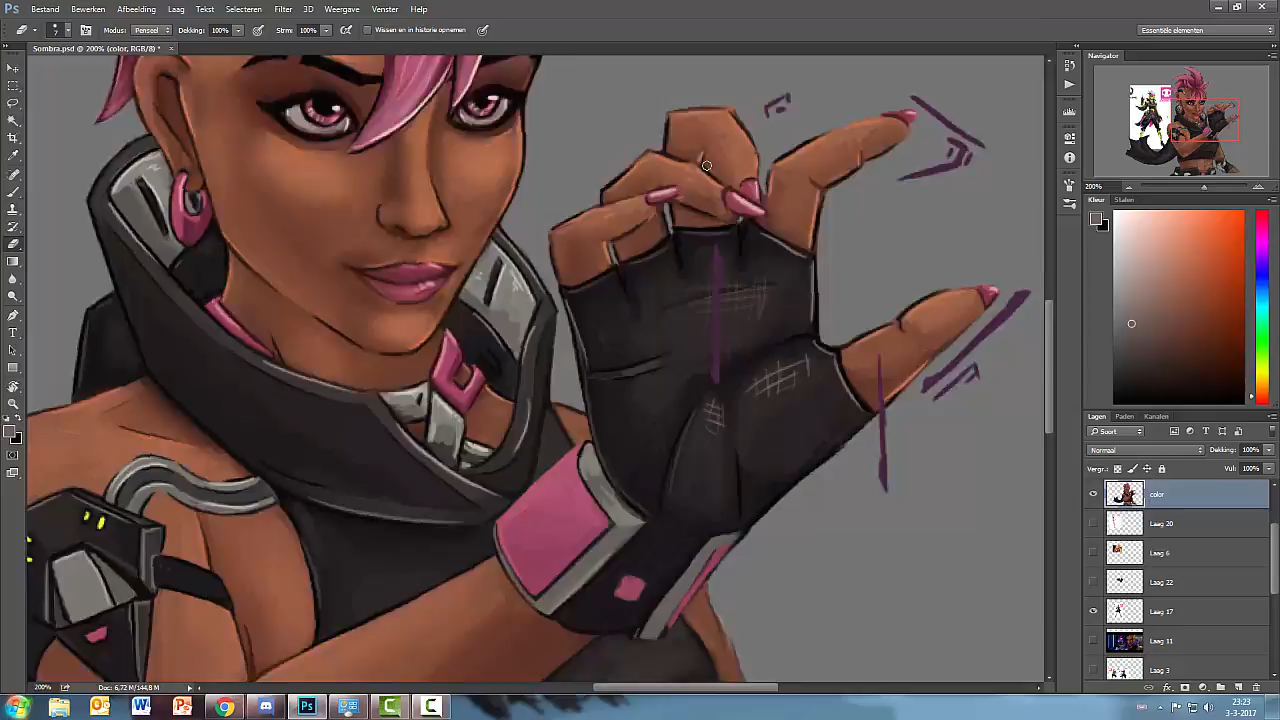 Ps Bestand Bewerken Afbeelding Laag Tekst Selecteren Filter 3D Weergave Venster Help
7 Modus: Penseel Dekking: 100% Strm: 100% Wissen en in historie opnemen Essentiële elementen
Sombra.psd @ 200% (color, RGB/8) * ×
Navigator
200%
Kleur Stalen
Lagen Paden Kanalen
Soort
Normaal Dekking: 100%
Vergr.: Vul: 100%
color
Laag 20
Laag 6
Laag 22
Laag 17
Laag 11
Laag 3
200% Doc: 6,72 M/144,8 M
23:23
3-3-2017